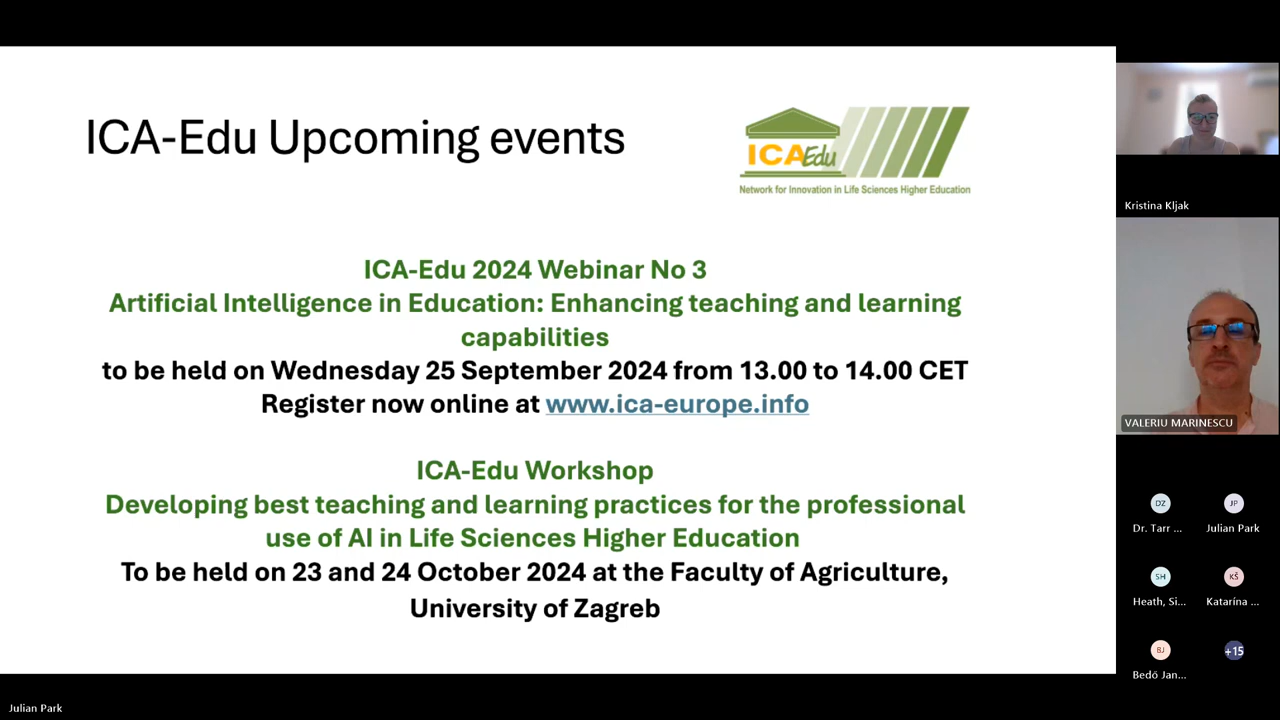 ICA-Edu Upcoming events
ICAEdu
Network for Innovation in Life Sciences Higher Education
ICA-Edu 2024 Webinar No 3
Artificial Intelligence in Education: Enhancing teaching and learning
capabilities
to be held on Wednesday 25 September 2024 from 13.00 to 14.00 CET
Register now online at www.ica-europe.info
ICA-Edu Workshop
Developing best teaching and learning practices for the professional
use of AI in Life Sciences Higher Education
To be held on 23 and 24 October 2024 at the Faculty of Agriculture,
University of Zagreb
Kristina Kljak
VALERIU MARINESCU
DZ
JP
Dr. Tarr ...
Julian Park
SH
KŠ
Heath, Si...
Katarína ...
BJ
+15
Bedő Jan...
Julian Park